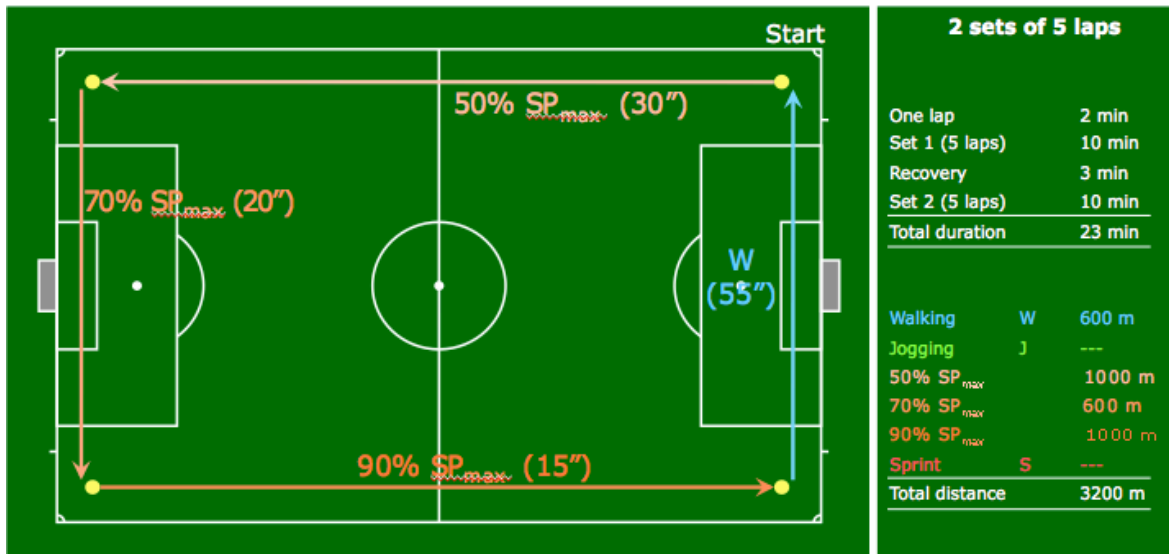 Start
50% SPmax (30”)
70% SPmax (20”)
W
(55”)
90% SPmax (15”)
2 sets of 5 laps
One lap 2 min
Set 1 (5 laps) 10 min
Recovery 3 min
Set 2 (5 laps) 10 min
Total duration 23 min
Walking W 600 m
Jogging J ---
50% SPmax 1000 m
70% SPmax 600 m
90% SPmax 1000 m
Sprint S ---
Total distance 3200 m